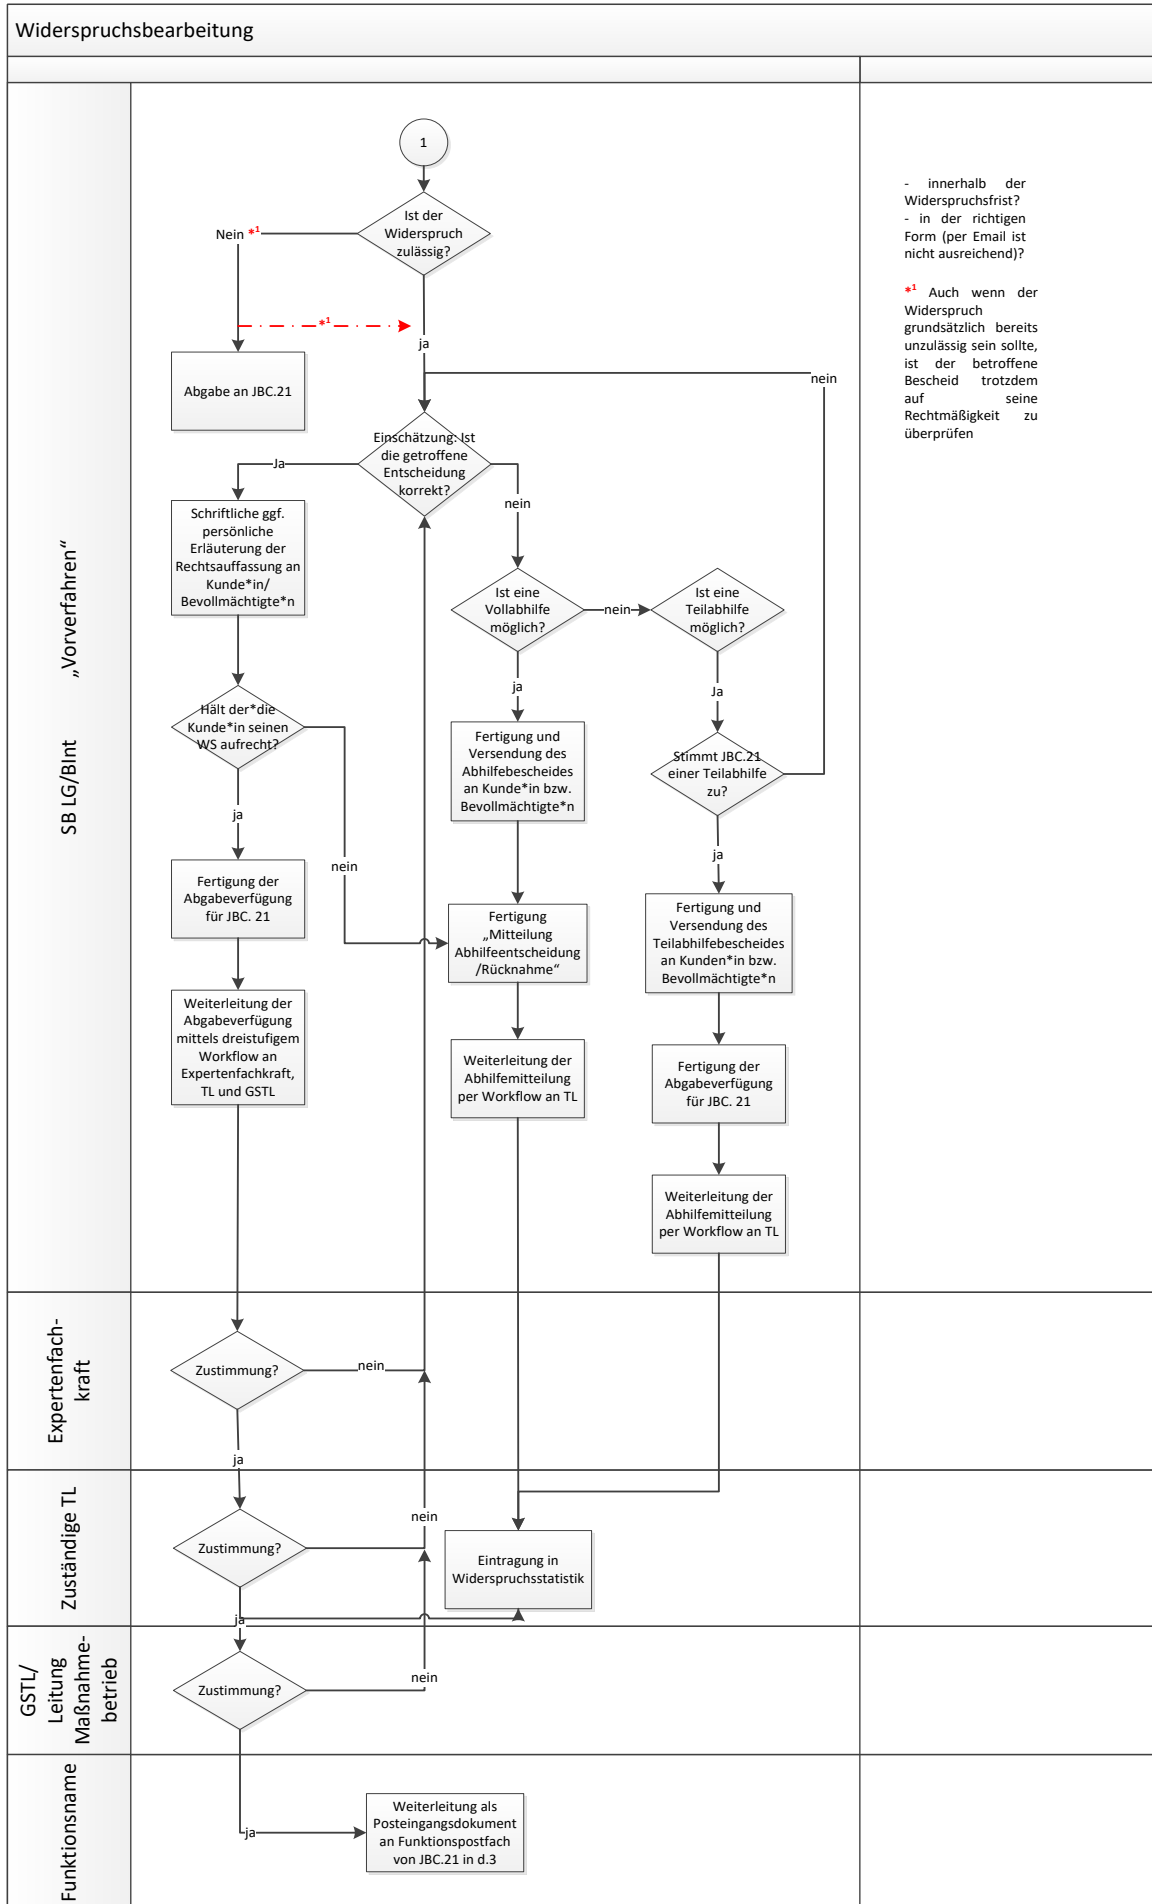 Widerspruchsbearbeitung
1
Ist der
Widerspruch
zulässig?
Nein *1
*1
ja
Abgabe an JBC.21
nein
Einschätzung: Ist
die getroffene
Entscheidung
korrekt?
Ja
nein
Schriftliche ggf.
persönliche
Erläuterung der
Rechtsauffassung an
Kunde*in/
Bevollmächtigte*n
Ist eine
Vollabhilfe
möglich?
nein
Ist eine
Teilabhilfe
möglich?
ja
Ja
Hält der*die
Kunde*in seinen
WS aufrecht?
Fertigung und
Versendung des
Abhilfebescheides
an Kunde*in bzw.
Bevollmächtigte*n
Stimmt JBC.21
einer Teilabhilfe
zu?
ja
nein
ja
Fertigung der
Abgabeverfügung
für JBC. 21
Fertigung
„Mitteilung
Abhilfeentscheidung
/Rücknahme“
Fertigung und
Versendung des
Teilabhilfebescheides
an Kunden*in bzw.
Bevollmächtigte*n
Weiterleitung der
Abgabeverfügung
mittels dreistufigem
Workflow an
Expertenfachkraft,
TL und GSTL
Weiterleitung der
Abhilfemitteilung
per Workflow an TL
Fertigung der
Abgabeverfügung
für JBC. 21
Weiterleitung der
Abhilfemitteilung
per Workflow an TL
„Vorverfahren“
SB LG/BInt
- innerhalb der
Widerspruchsfrist?
- in der richtigen
Form (per Email ist
nicht ausreichend)?
*1 Auch wenn der
Widerspruch
grundsätzlich bereits
unzulässig sein sollte,
ist der betroffene
Bescheid trotzdem
auf seine
Rechtmäßigkeit zu
überprüfen
Expertenfach-
kraft
Zustimmung?
nein
ja
Zuständige TL
Zustimmung?
nein
Eintragung in
Widerspruchsstatistik
ja
GSTL/
Leitung
Maßnahme-
betrieb
Zustimmung?
nein
Funktionsname
ja
Weiterleitung als
Posteingangsdokument
an Funktionspostfach
von JBC.21 in d.3